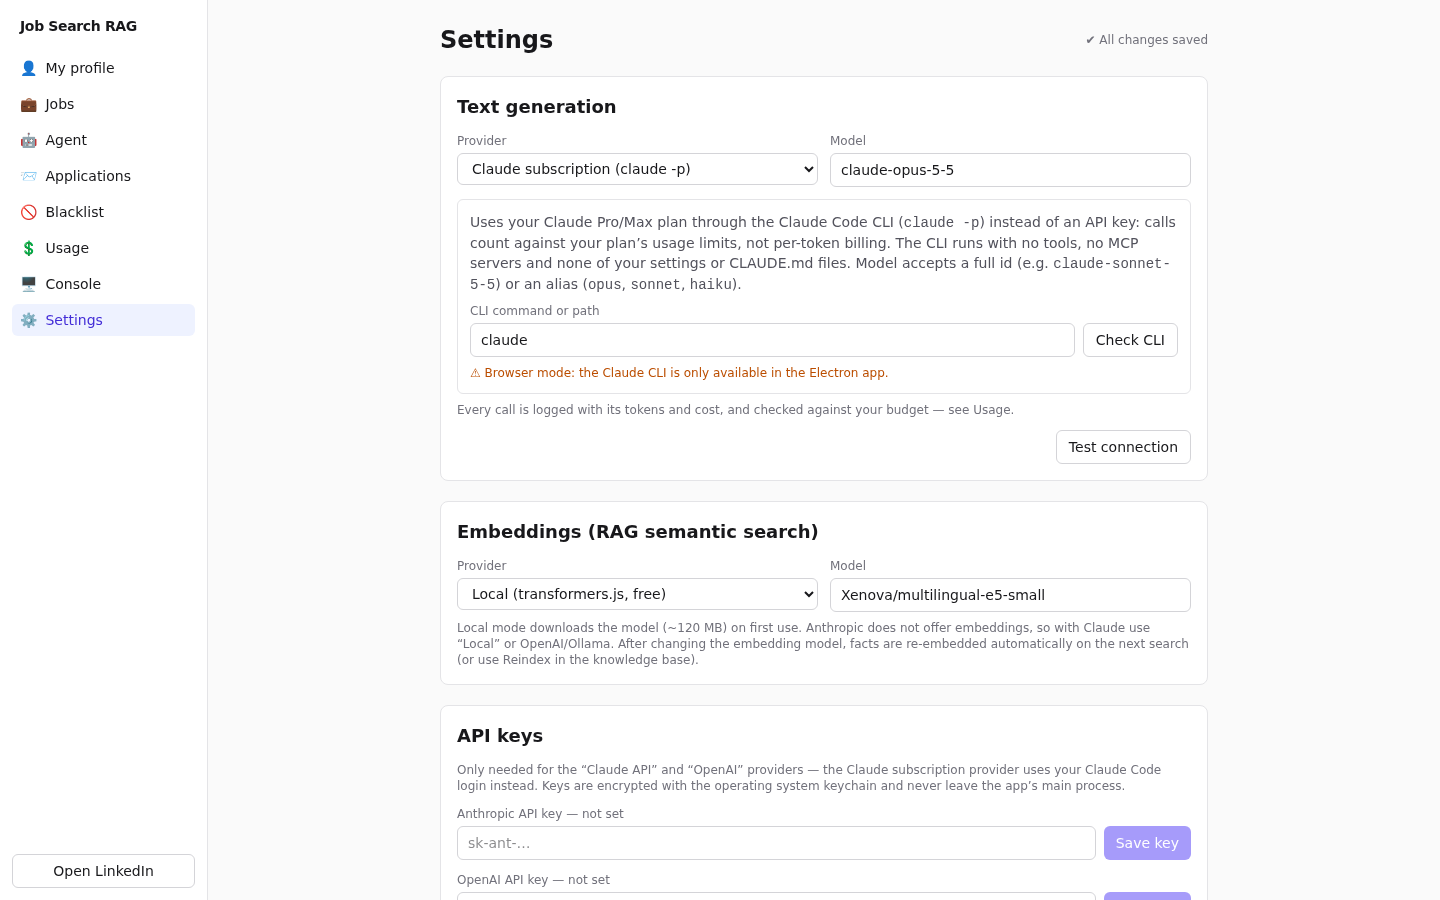 Job Search RAG
My profile
Jobs
Agent
Applications
Blacklist
Usage
Console
Settings
Open LinkedIn
Settings
✔ All changes saved
Text generation
Provider
Model
Claude subscription (claude -p)
claude-opus-5-5
Uses your Claude Pro/Max plan through the Claude Code CLI (claude -p) instead of an API key: calls
count against your plan’s usage limits, not per-token billing. The CLI runs with no tools, no MCP
servers and none of your settings or CLAUDE.md files. Model accepts a full id (e.g. claude-sonnet-
5-5) or an alias (opus, sonnet, haiku).
CLI command or path
claude
Check CLI
⚠ Browser mode: the Claude CLI is only available in the Electron app.
Every call is logged with its tokens and cost, and checked against your budget — see Usage.
Test connection
Embeddings (RAG semantic search)
Provider
Model
Local (transformers.js, free)
Xenova/multilingual-e5-small
Local mode downloads the model (~120 MB) on first use. Anthropic does not offer embeddings, so with Claude use
“Local” or OpenAI/Ollama. After changing the embedding model, facts are re-embedded automatically on the next search
(or use Reindex in the knowledge base).
API keys
Only needed for the “Claude API” and “OpenAI” providers — the Claude subscription provider uses your Claude Code
login instead. Keys are encrypted with the operating system keychain and never leave the app’s main process.
Anthropic API key — not set
sk-ant-…
Save key
OpenAI API key — not set